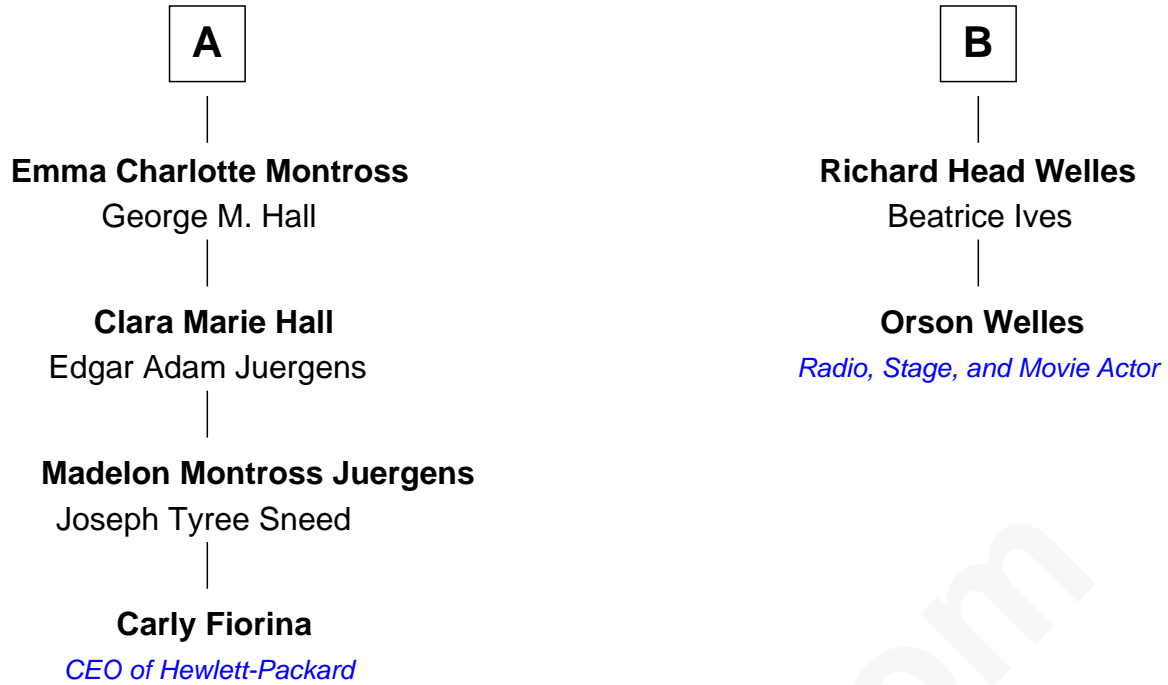 A
Emma Charlotte Montross
George M. Hall
Clara Marie Hall
Edgar Adam Juergens
Madelon Montross Juergens
Joseph Tyree Sneed
Carly Fiorina
CEO of Hewlett-Packard
B
Richard Head Welles
Beatrice Ives
Orson Welles
Radio, Stage, and Movie Actor
om